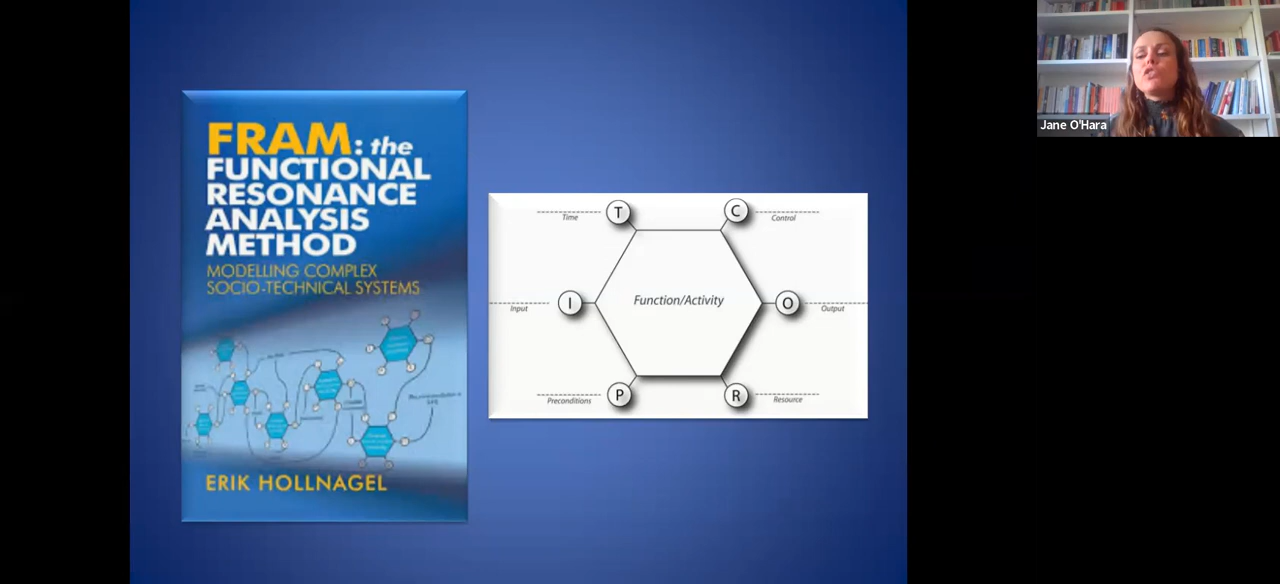 FRAM: the
FUNCTIONAL
RESONANCE
ANALYSIS
METHOD
MODELLING COMPLEX
SOCIO-TECHNICAL SYSTEMS
ERIK HOLLNAGEL
T
Time
C
Control
I
Input
Function/Activity
O
Output
P
Preconditions
R
Resource
Jane O'Hara